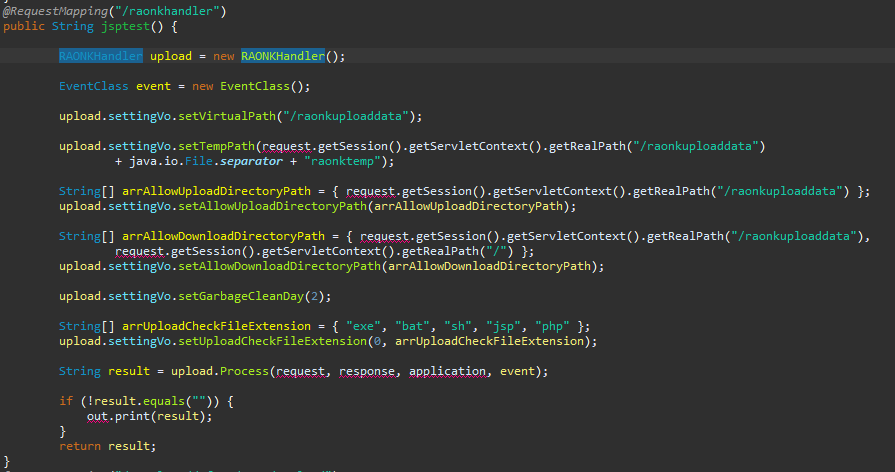 @RequestMapping("/raonkhandler")
public String jsptest() {
RAONKHandler upload = new RAONKHandler();
EventClass event = new EventClass();
upload.settingVo.setVirtualPath("/raonkuploaddata");
upload.settingVo.setTempPath(request.getSession().getServletContext().getRealPath("/raonkuploaddata")
+ java.io.File.separator + "raonktemp");
String[] arrAllowUploadDirectoryPath = { request.getSession().getServletContext().getRealPath("/raonkuploaddata") };
upload.settingVo.setAllowUploadDirectoryPath(arrAllowUploadDirectoryPath);
String[] arrAllowDownloadDirectoryPath = { request.getSession().getServletContext().getRealPath("/raonkuploaddata"),
request.getSession().getServletContext().getRealPath("/") };
upload.settingVo.setAllowDownloadDirectoryPath(arrAllowDownloadDirectoryPath);
upload.settingVo.setGarbageCleanDay(2);
String[] arrUploadCheckFileExtension = { "exe", "bat", "sh", "jsp", "php" };
upload.settingVo.setUploadCheckFileExtension(0, arrUploadCheckFileExtension);
String result = upload.Process(request, response, application, event);
if (!result.equals("")) {
out.print(result);
}
return result;
}